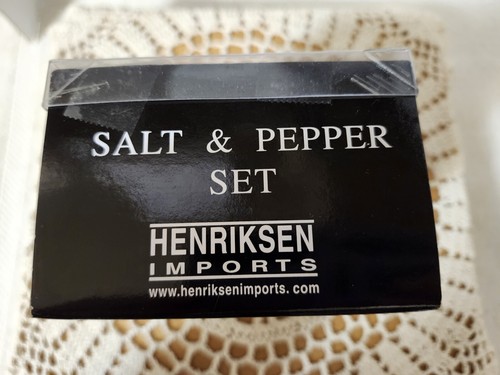 SALT & PEPPER
SET
HENRIKSEN
IMPORTS
www.henriksenimports.com